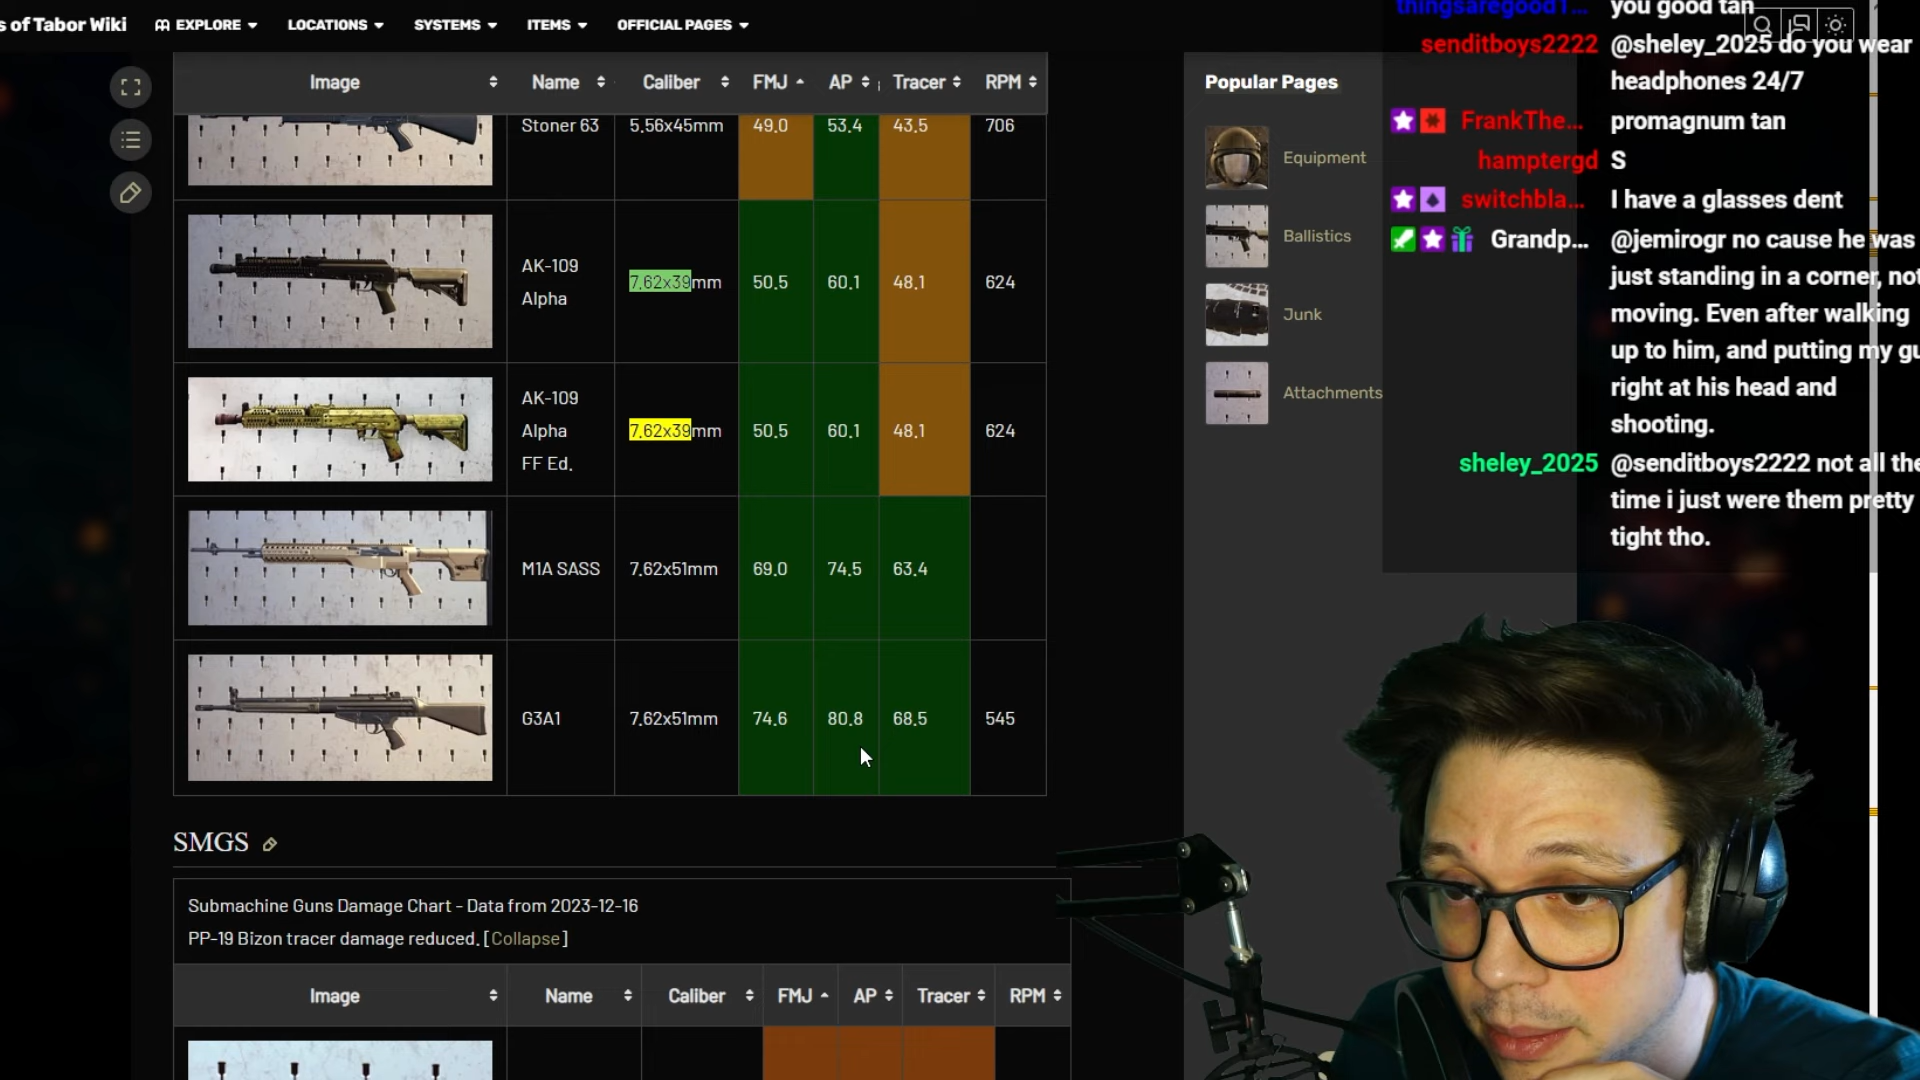 s of Tabor Wiki
EXPLORE
LOCATIONS
SYSTEMS
ITEMS
OFFICIAL PAGES
Image
Name
Caliber
FMJ
AP
Tracer
RPM
Stoner 63
5.56x45mm
49.0
53.4
43.5
706
AK-109
Alpha
7.62x39mm
50.5
60.1
48.1
624
AK-109
Alpha
FF Ed.
7.62x39mm
50.5
60.1
48.1
624
M1A SASS
7.62x51mm
69.0
74.5
63.4
G3A1
7.62x51mm
74.6
80.8
68.5
545
SMGS
Submachine Guns Damage Chart - Data from 2023-12-16
PP-19 Bizon tracer damage reduced. [Collapse]
Image
Name
Caliber
FMJ
AP
Tracer
RPM
Popular Pages
Equipment
Ballistics
Junk
Attachments
thingsaregood1... you good tan
senditboys2222 @sheley_2025 do you wear
headphones 24/7
FrankThe... promagnum tan
hamptergd S
switchbla... I have a glasses dent
Grandp... @jemirogr no cause he was
just standing in a corner, not
moving. Even after walking
up to him, and putting my gu
right at his head and
shooting.
sheley_2025 @senditboys2222 not all the
time i just were them pretty
tight tho.